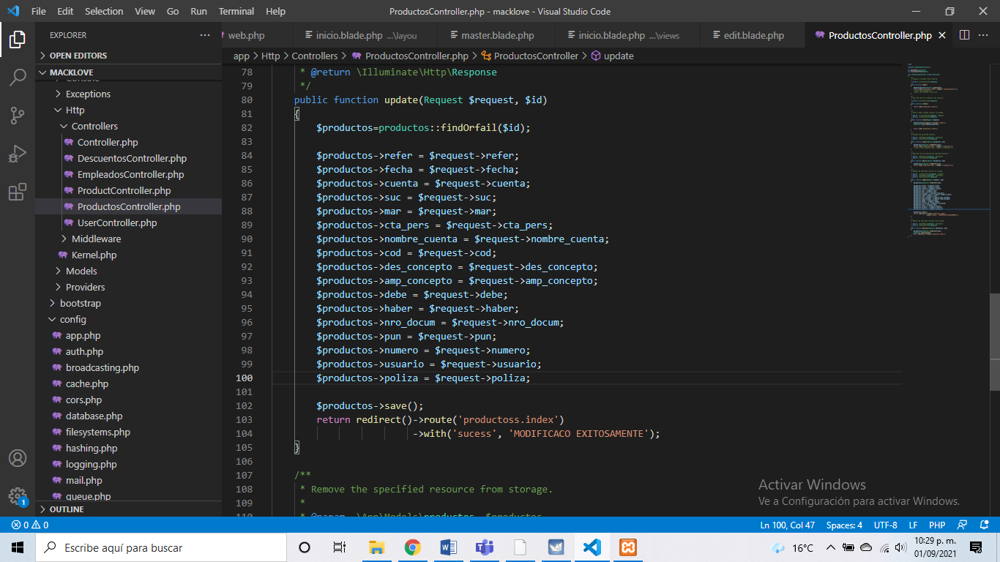 File Edit Selection View Go Run Terminal Help ProductosController.php - macklove - Visual Studio Code
EXPLORER
web.php inicio.blade.php ...\layou master.blade.php inicio.blade.php ...\views edit.blade.php ProductosController.php
OPEN EDITORS
app > Http > Controllers > ProductosController.php > ProductosController > update
MACKLOVE
Console
Exceptions
Http
Controllers
Controller.php
DescuentosController.php
EmpleadosController.php
ProductController.php
ProductosController.php
UserController.php
Middleware
Kernel.php
Models
Providers
bootstrap
config
app.php
auth.php
broadcasting.php
cache.php
cors.php
database.php
filesystems.php
hashing.php
logging.php
mail.php
queue.php
OUTLINE
78 * @return \Illuminate\Http\Response
79 */
80 public function update(Request $request, $id)
81 {
82 $productos=productos::findOrfail($id);
83
84 $productos->refer = $request->refer;
85 $productos->fecha = $request->fecha;
86 $productos->cuenta = $request->cuenta;
87 $productos->suc = $request->suc;
88 $productos->mar = $request->mar;
89 $productos->cta_pers = $request->cta_pers;
90 $productos->nombre_cuenta = $request->nombre_cuenta;
91 $productos->cod = $request->cod;
92 $productos->des_concepto = $request->des_concepto;
93 $productos->amp_concepto = $request->amp_concepto;
94 $productos->debe = $request->debe;
95 $productos->haber = $request->haber;
96 $productos->nro_docum = $request->nro_docum;
97 $productos->pun = $request->pun;
98 $productos->numero = $request->numero;
99 $productos->usuario = $request->usuario;
100 $productos->poliza = $request->poliza;
101
102 $productos->save();
103 return redirect()->route('productoss.index')
104 ->with('sucess', 'MODIFICACO EXITOSAMENTE');
105 }
106
107 /**
108 * Remove the specified resource from storage.
109 *
110 * @param \App\Models\productos $productos
Activar Windows
Ve a Configuración para activar Windows.
1
0 0 Ln 100, Col 47 Spaces: 4 UTF-8 LF PHP
Escribe aquí para buscar
16°C
10:29 p. m.
01/09/2021